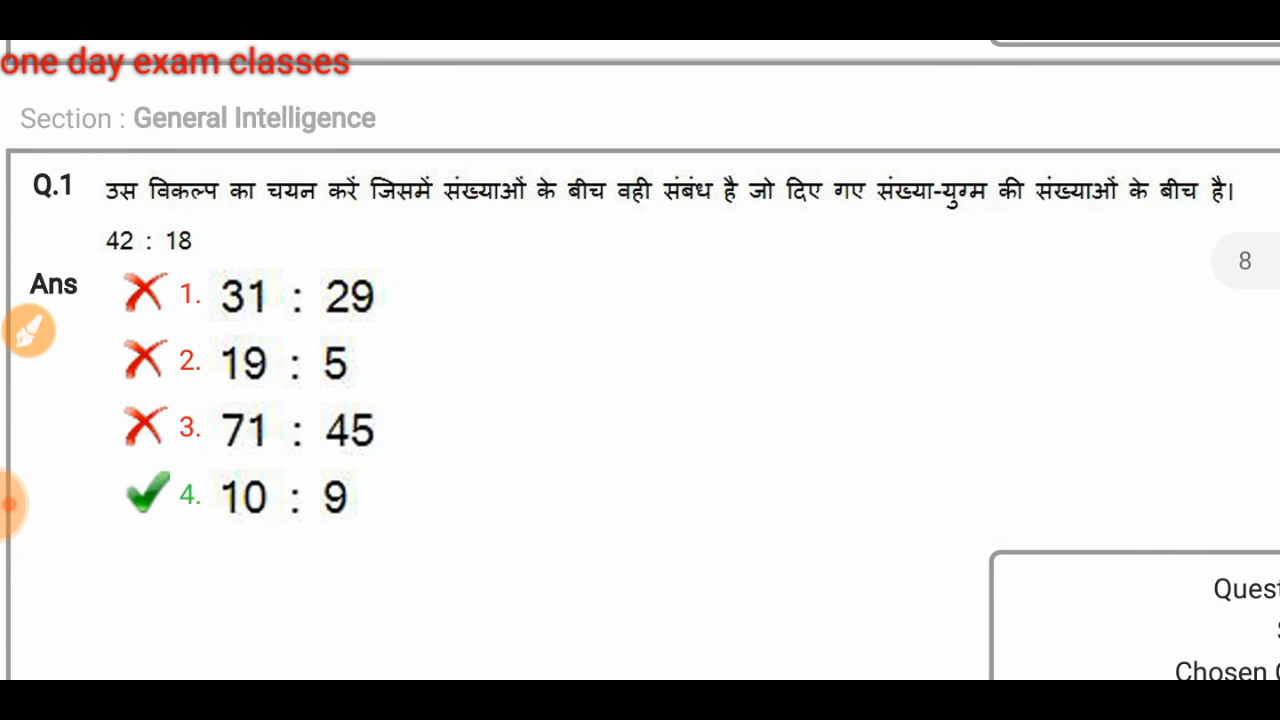 one day exam classes
Section : General Intelligence
Q.1 उस विकल्प का चयन करें जिसमें संख्याओं के बीच वही संबंध है जो दिए गए संख्या-युग्म की संख्याओं के बीच है।
42 : 18
8
Ans 1. 31 : 29
2. 19 : 5
3. 71 : 45
4. 10 : 9
Quest
Chosen